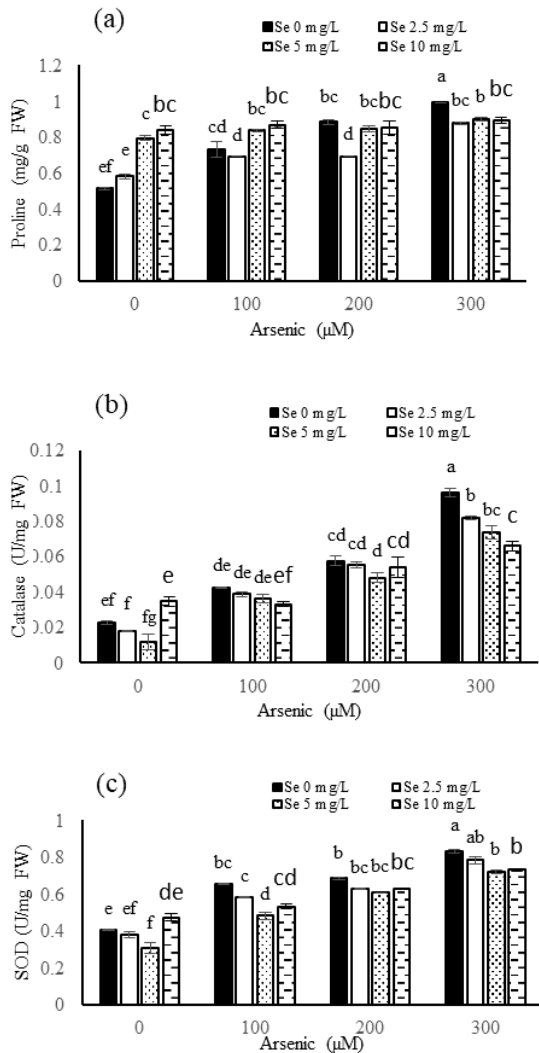 (a)
Se 0 mg/L Se 2.5 mg/L
Se 5 mg/L Se 10 mg/L
Proline (mg/g FW)
1.2
1
0.8
0.6
0.4
0.2
0
ef e c bc
cd d bc bc
bc d bc bc
a bc b bc
0 100 200 300
Arsenic (µM)
(b)
Se 0 mg/L Se 2.5 mg/L
Se 5 mg/L Se 10 mg/L
Catalase (U/mg FW)
0.12
0.1
0.08
0.06
0.04
0.02
0
ef f fg e
de de de ef
cd cd d cd
a b bc c
0 100 200 300
Arsenic (µM)
(c)
Se 0 mg/L Se 2.5 mg/L
Se 5 mg/L Se 10 mg/L
SOD (U/mg FW)
1
0.8
0.6
0.4
0.2
0
e ef f de
bc c d cd
b bc bc bc
a ab b b
0 100 200 300
Arsenic (µM)